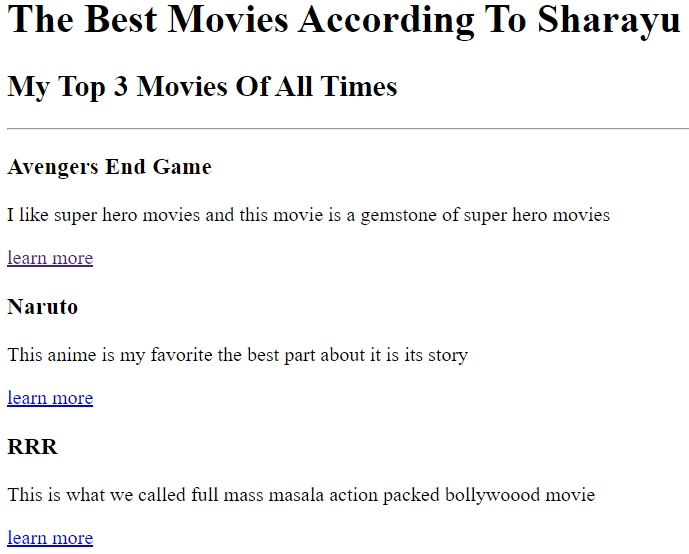 The Best Movies According To Sharayu
My Top 3 Movies Of All Times
Avengers End Game
I like super hero movies and this movie is a gemstone of super hero movies
learn more
Naruto
This anime is my favorite the best part about it is its story
learn more
RRR
This is what we called full mass masala action packed bollywoood movie
learn more